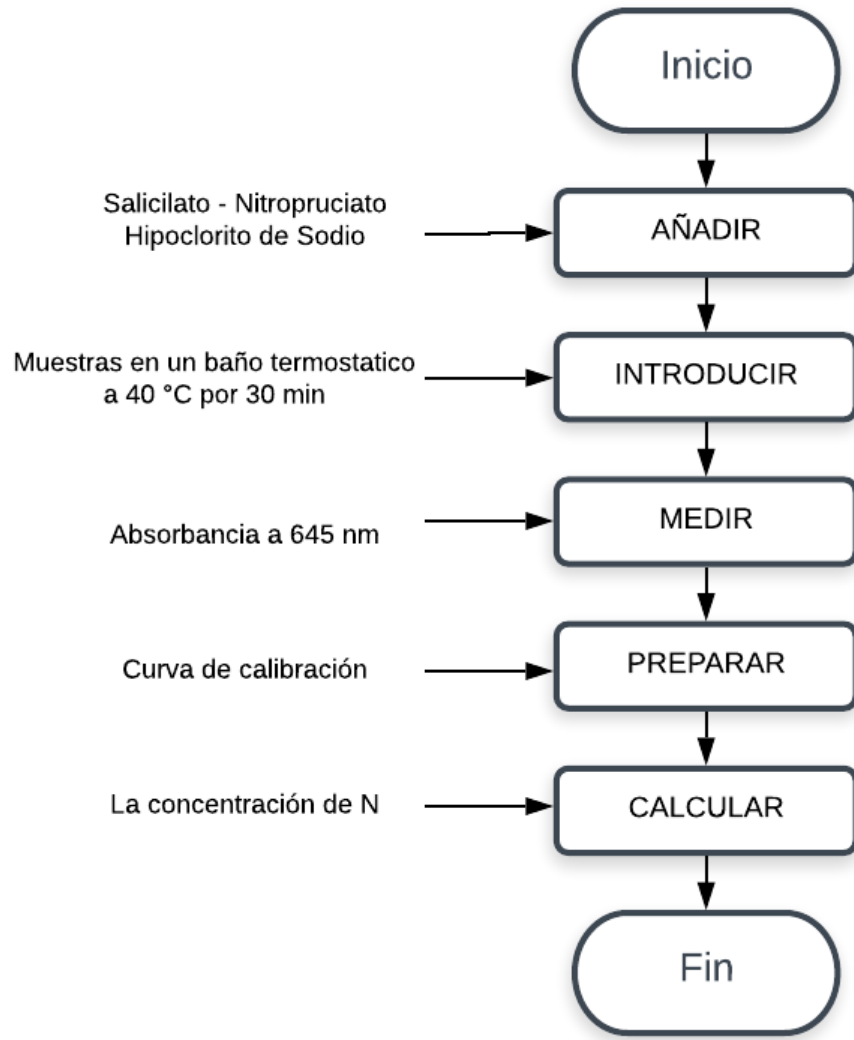 Inicio
Salicilato - Nitropruciato
Hipoclorito de Sodio
AÑADIR
Muestras en un baño termostatico
a 40 °C por 30 min
INTRODUCIR
Absorbancia a 645 nm
MEDIR
Curva de calibración
PREPARAR
La concentración de N
CALCULAR
Fin